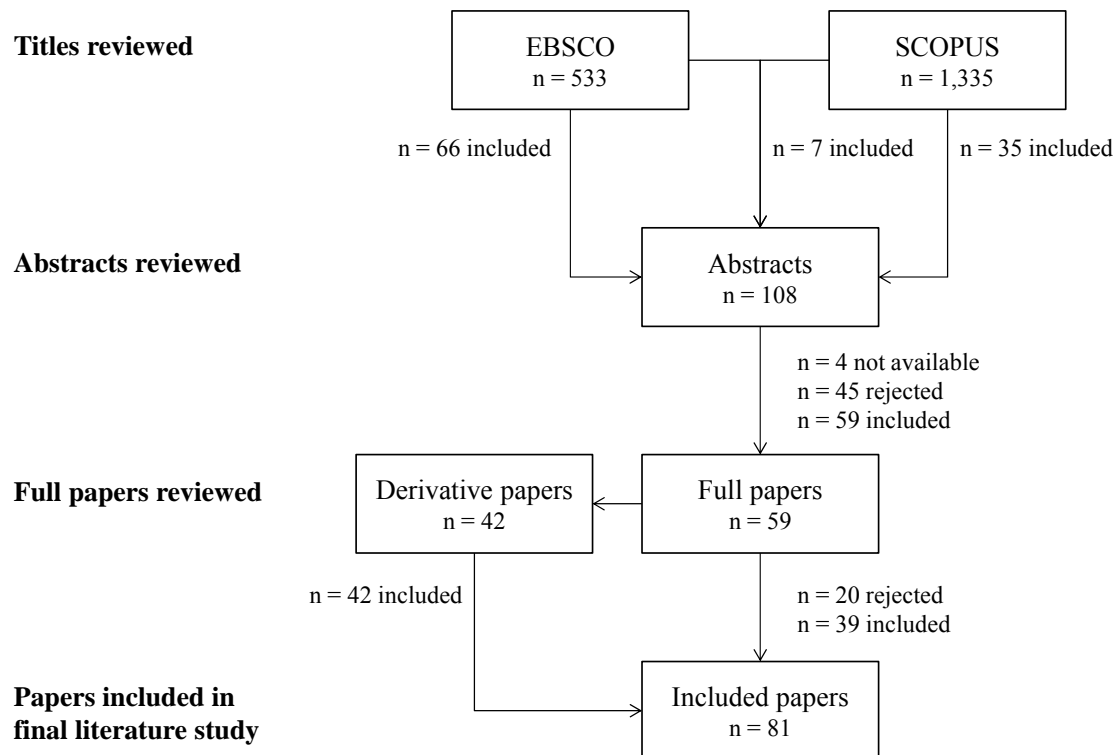 Titles reviewed
EBSCO
n = 533
SCOPUS
n = 1,335
n = 66 included
n = 7 included
n = 35 included
Abstracts reviewed
Abstracts
n = 108
n = 4 not available
n = 45 rejected
n = 59 included
Full papers reviewed
Derivative papers
n = 42
Full papers
n = 59
n = 42 included
n = 20 rejected
n = 39 included
Papers included in
final literature study
Included papers
n = 81